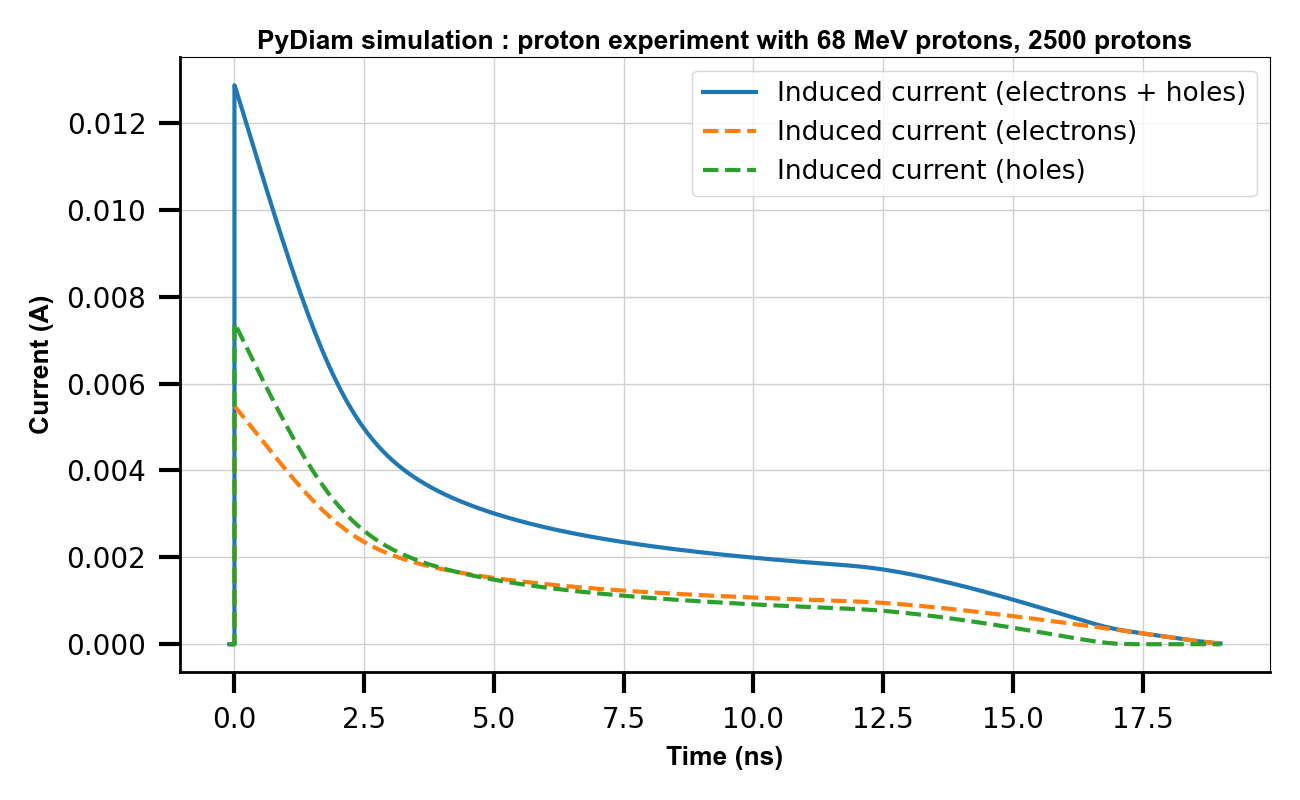 PyDiam simulation : proton experiment with 68 MeV protons, 2500 protons
Induced current (electrons + holes)
Induced current (electrons)
Induced current (holes)
Current (A)
0.012
0.010
0.008
0.006
0.004
0.002
0.000
0.0 2.5 5.0 7.5 10.0 12.5 15.0 17.5
Time (ns)